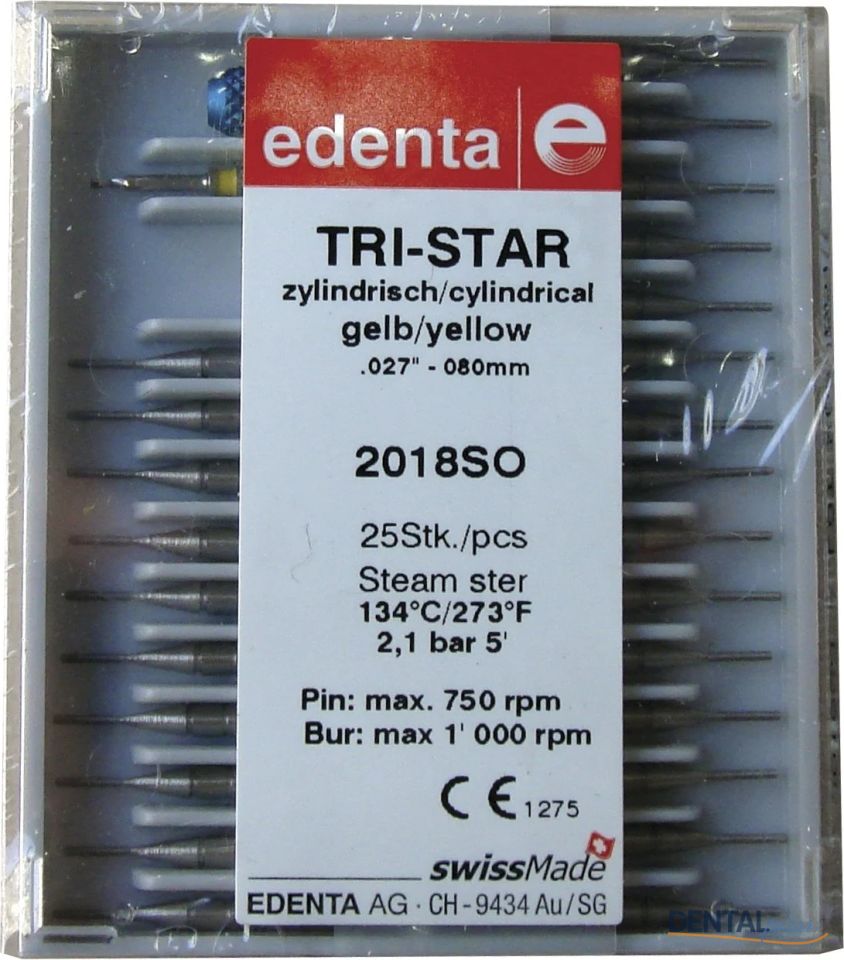 edenta e
TRI-STAR
zylindrisch/cylindrical
gelb/yellow
.027" - 080mm
2018SO
25Stk./pcs
Steam ster
134°C/273°F
2,1 bar 5'
Pin: max. 750 rpm
Bur: max 1' 000 rpm
CE 1275
swissMade
EDENTA AG · CH-9434 Au/SG
DENTAL